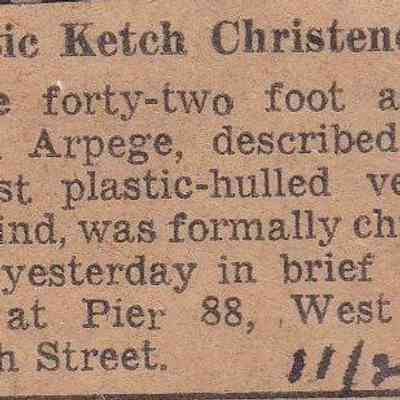 tic Ketch Christene
e forty-two foot a
Arpege, described
st plastic-hulled ve
ind, was formally ch
yesterday in brief
at Pier 88, West
h Street.
11/2